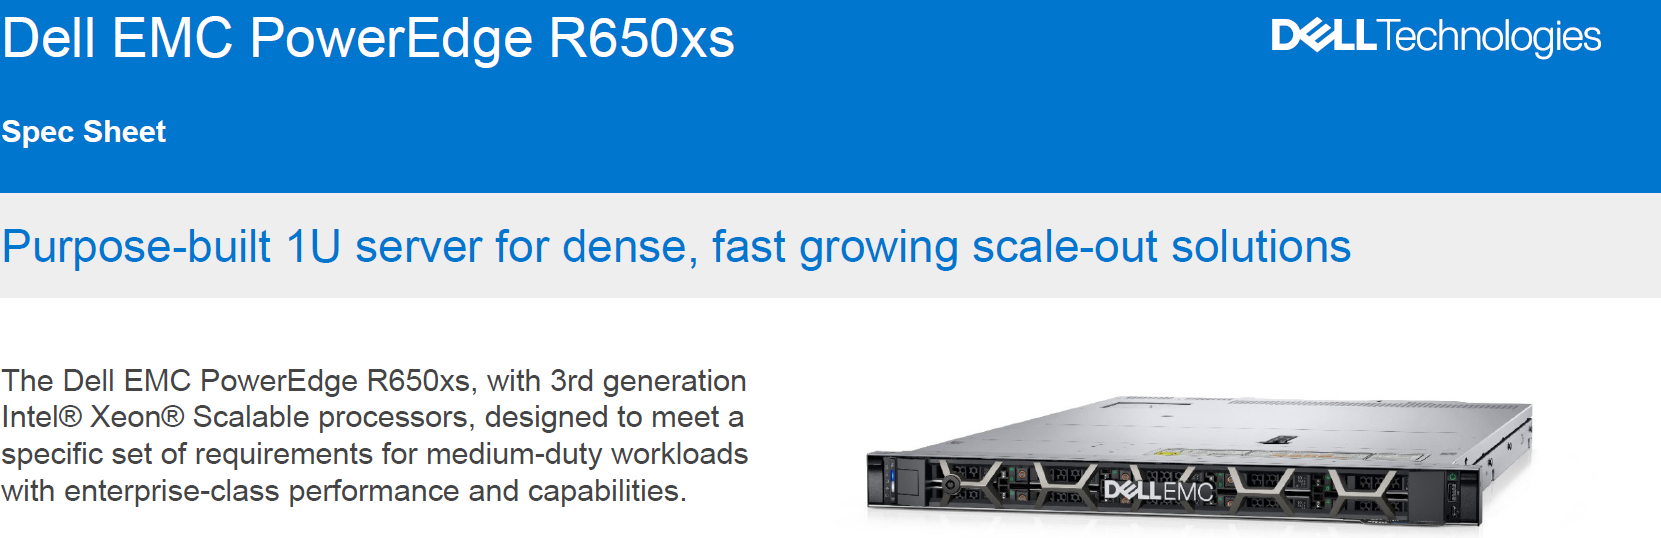 Dell EMC PowerEdge R650xs
DELL Technologies
Spec Sheet
Purpose-built 1U server for dense, fast growing scale-out solutions
The Dell EMC PowerEdge R650xs, with 3rd generation
Intel® Xeon® Scalable processors, designed to meet a
specific set of requirements for medium-duty workloads
with enterprise-class performance and capabilities.
DELL EMC